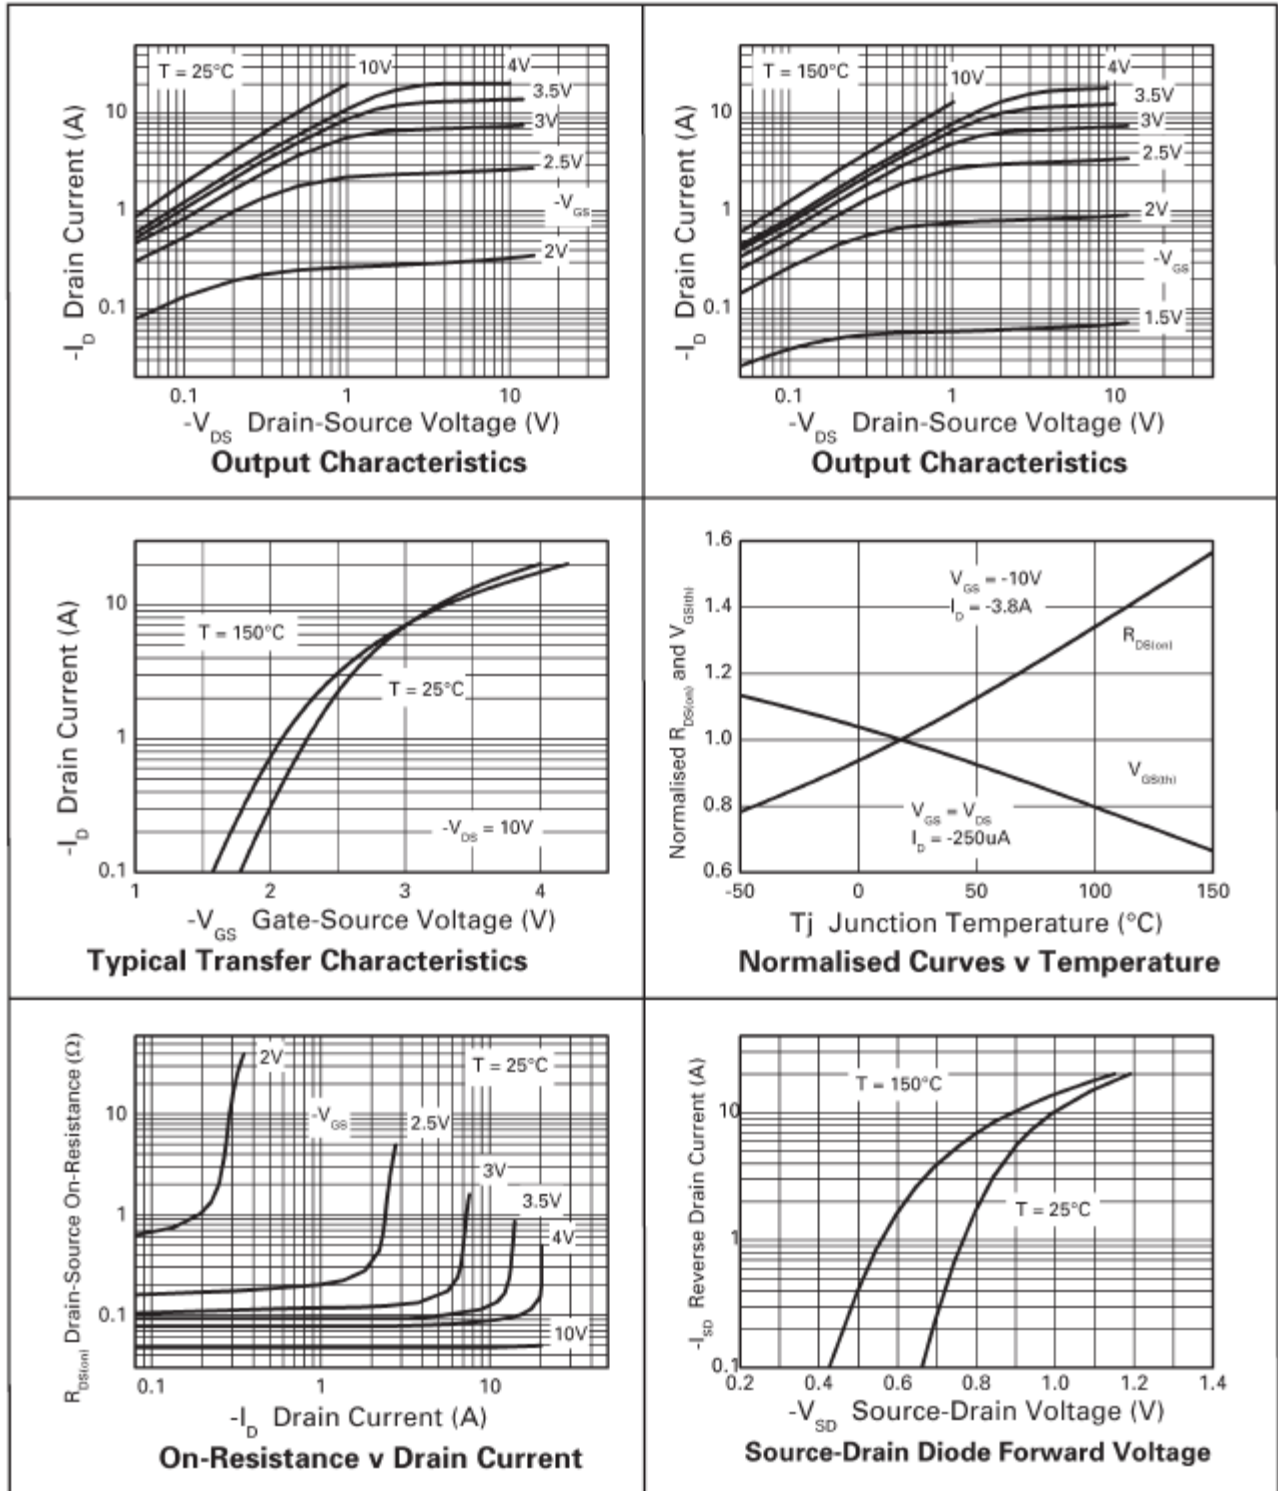 T = 25°C
10V
4V
3.5V
3V
2.5V
-VGS
2V
10
1
0.1
-ID Drain Current (A)
0.1
1
10
-VDS Drain-Source Voltage (V)
Output Characteristics
T = 150°C
10V
4V
3.5V
3V
2.5V
2V
-VGS
1.5V
10
1
0.1
-ID Drain Current (A)
0.1
1
10
-VDS Drain-Source Voltage (V)
Output Characteristics
10
1
0.1
-ID Drain Current (A)
T = 150°C
T = 25°C
-VDS = 10V
1
2
3
4
-VGS Gate-Source Voltage (V)
Typical Transfer Characteristics
1.6
1.4
1.2
1.0
0.8
0.6
Normalised RDS(on) and VGS(th)
VGS = -10V
ID = -3.8A
RDS(on)
VGS(th)
VGS = VDS
ID = -250uA
-50
0
50
100
150
Tj Junction Temperature (°C)
Normalised Curves v Temperature
RDS(on) Drain-Source On-Resistance (Ω)
10
1
0.1
2V
T = 25°C
-VGS
2.5V
3V
3.5V
4V
10V
0.1
1
10
-ID Drain Current (A)
On-Resistance v Drain Current
-ISD Reverse Drain Current (A)
10
1
0.1
T = 150°C
T = 25°C
0.2
0.4
0.6
0.8
1.0
1.2
1.4
-VSD Source-Drain Voltage (V)
Source-Drain Diode Forward Voltage